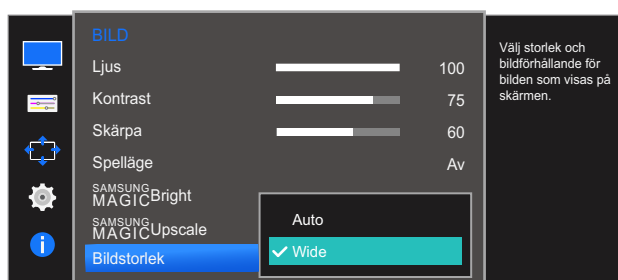 BILD
Ljus 100
Kontrast 75
Skärpa 60
Spelläge Av
SAMSUNG
MAGICBright
SAMSUNG
MAGICUpscale
Bildstorlek
Auto
Wide
Välj storlek och
bildförhållande för
bilden som visas på
skärmen.